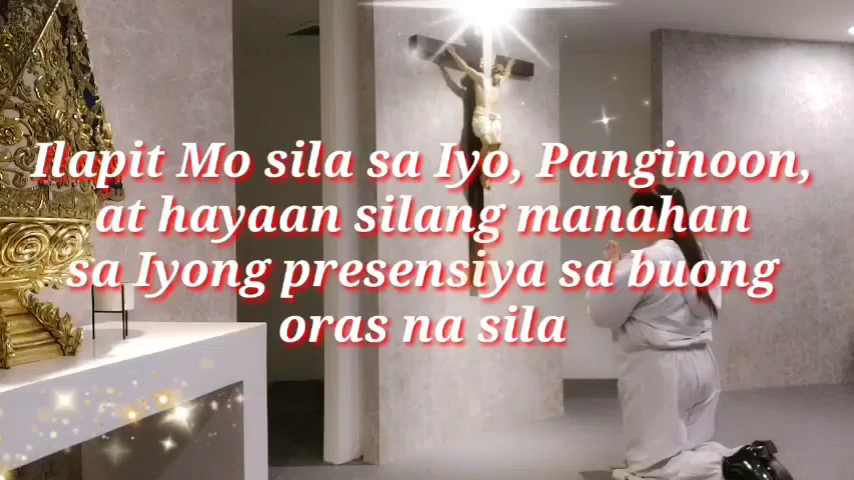 Ilapit Mo sila sa Iyo, Panginoon,
at hayaan silang manahan
sa Iyong presensiya sa buong
oras na sila